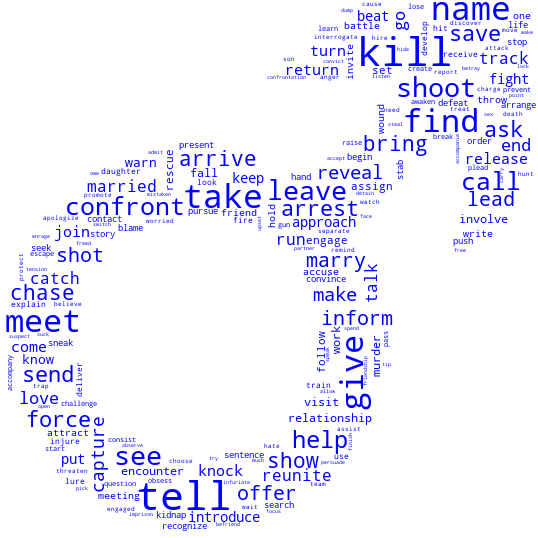 dump cause lose name one
learn beat go discover move make
interrogate hire battle develop hit save life
turn invite hide kill receive attack stop
son convict listen betray track lock
return set create report fight
confrontation anger shoot charge prevent
awaken defeat throw point arrange
wound need treat sex death
steal find ask
raise break order end
present bring accompanie
admit rescue arrive accept begin stab release
warn reveal plead hunt
owe daughter fall keep hand assign call marry
married look take leave detain lead
promote mistaken watch
confront pursue friend hold arrest face
apologize contact switch fire upset gun approach involve
join story blame worried separate write
enrage shot freed run engage push
seek partner remind free
escape marry talk
protect tension catch accuse
chase believe convince
explain make
meet inform spend
suspect suck give
come sneak follow work pass
know speak murder
accompany send deliver friendship tip
trap train allow
love challenge visit
open force relationship
attract capture consist help assist
injure observe hate finish
start see choose try sentence much show use
put encounter knock persuade
threaten question obsess infuriate reunite
lure pick meeting tell offer team
engaged kidnap wait search
imprison introduce focus
recognize befriend